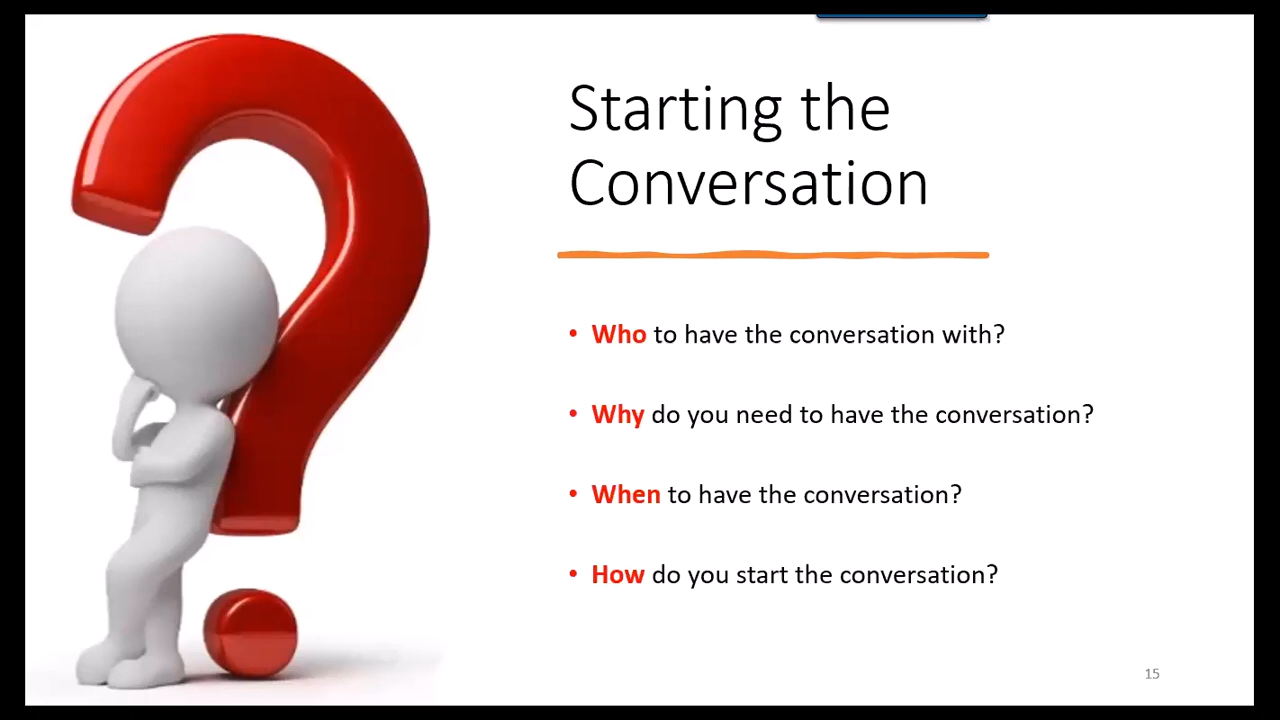 Starting the
Conversation
• Who to have the conversation with?
• Why do you need to have the conversation?
• When to have the conversation?
• How do you start the conversation?
15